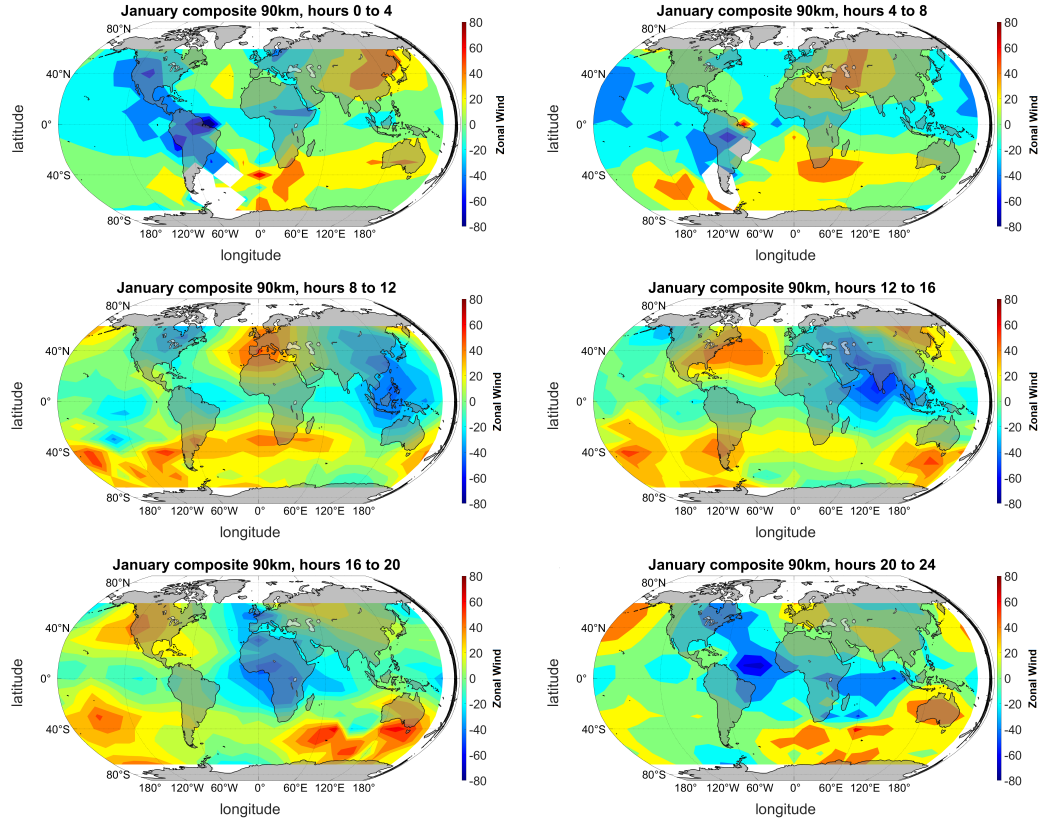 January composite 90km, hours 0 to 4
80°N
40°N
0°
40°S
80°S
latitude
180° 120°W 60°W 0° 60°E 120°E 180°
longitude
80
60
40
20
0
-20
-40
-60
-80
Zonal Wind
January composite 90km, hours 4 to 8
80°N
40°N
0°
40°S
80°S
latitude
180° 120°W 60°W 0° 60°E 120°E 180°
longitude
80
60
40
20
0
-20
-40
-60
-80
Zonal Wind
January composite 90km, hours 8 to 12
80°N
40°N
0°
40°S
80°S
latitude
180° 120°W 60°W 0° 60°E 120°E 180°
longitude
80
60
40
20
0
-20
-40
-60
-80
Zonal Wind
January composite 90km, hours 12 to 16
80°N
40°N
0°
40°S
80°S
latitude
180° 120°W 60°W 0° 60°E 120°E 180°
longitude
80
60
40
20
0
-20
-40
-60
-80
Zonal Wind
January composite 90km, hours 16 to 20
80°N
40°N
0°
40°S
80°S
latitude
180° 120°W 60°W 0° 60°E 120°E 180°
longitude
80
60
40
20
0
-20
-40
-60
-80
Zonal Wind
January composite 90km, hours 20 to 24
80°N
40°N
0°
40°S
80°S
latitude
180° 120°W 60°W 0° 60°E 120°E 180°
longitude
80
60
40
20
0
-20
-40
-60
-80
Zonal Wind